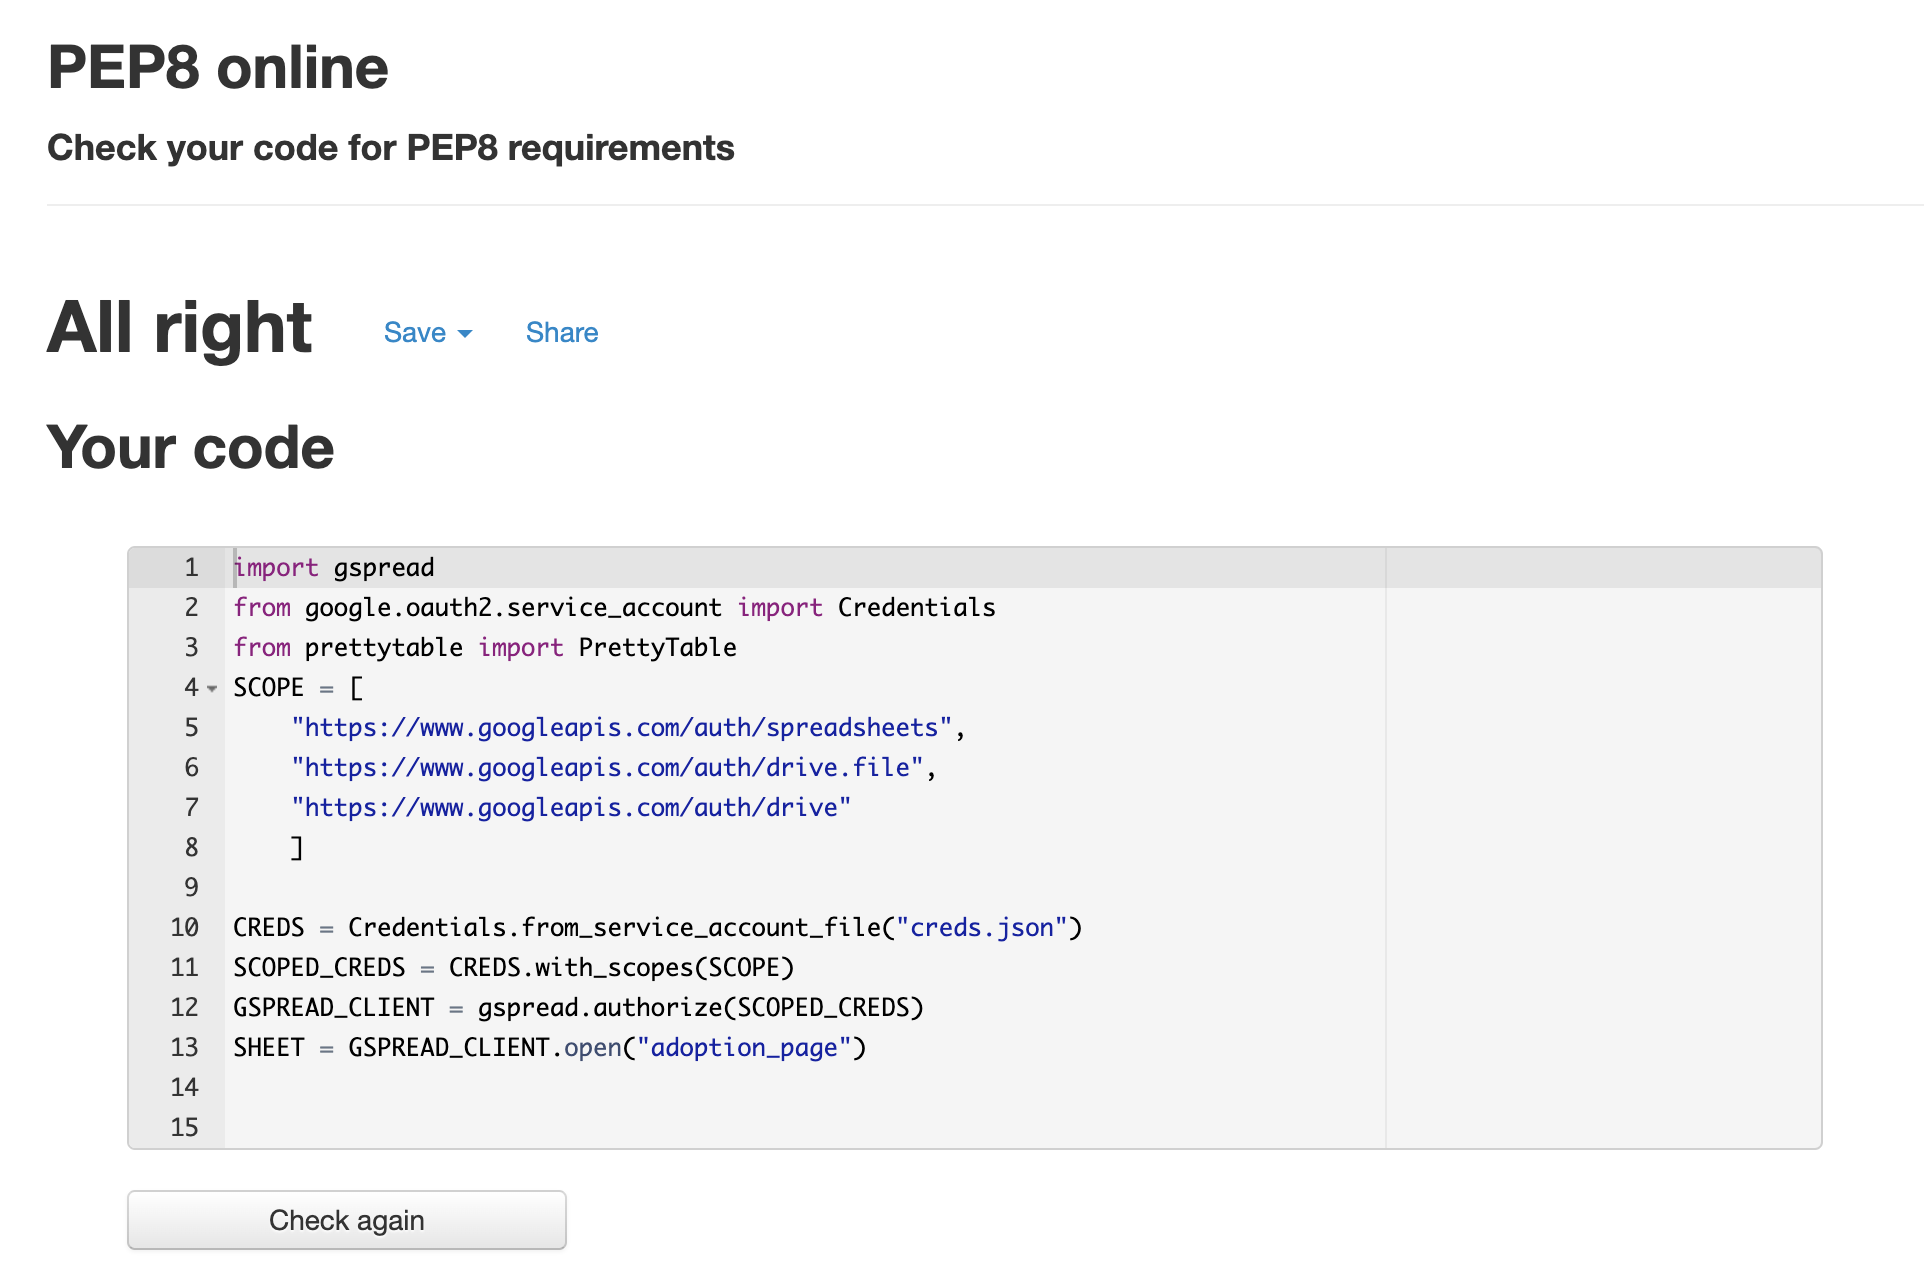 PEP8 online
Check your code for PEP8 requirements
All right Save Share
Your code
1 import gspread
2 from google.oauth2.service_account import Credentials
3 from prettytable import PrettyTable
4 SCOPE = [
5     "https://www.googleapis.com/auth/spreadsheets",
6     "https://www.googleapis.com/auth/drive.file",
7     "https://www.googleapis.com/auth/drive"
8     ]
9
10 CREDS = Credentials.from_service_account_file("creds.json")
11 SCOPED_CREDS = CREDS.with_scopes(SCOPE)
12 GSPREAD_CLIENT = gspread.authorize(SCOPED_CREDS)
13 SHEET = GSPREAD_CLIENT.open("adoption_page")
14
15
Check again